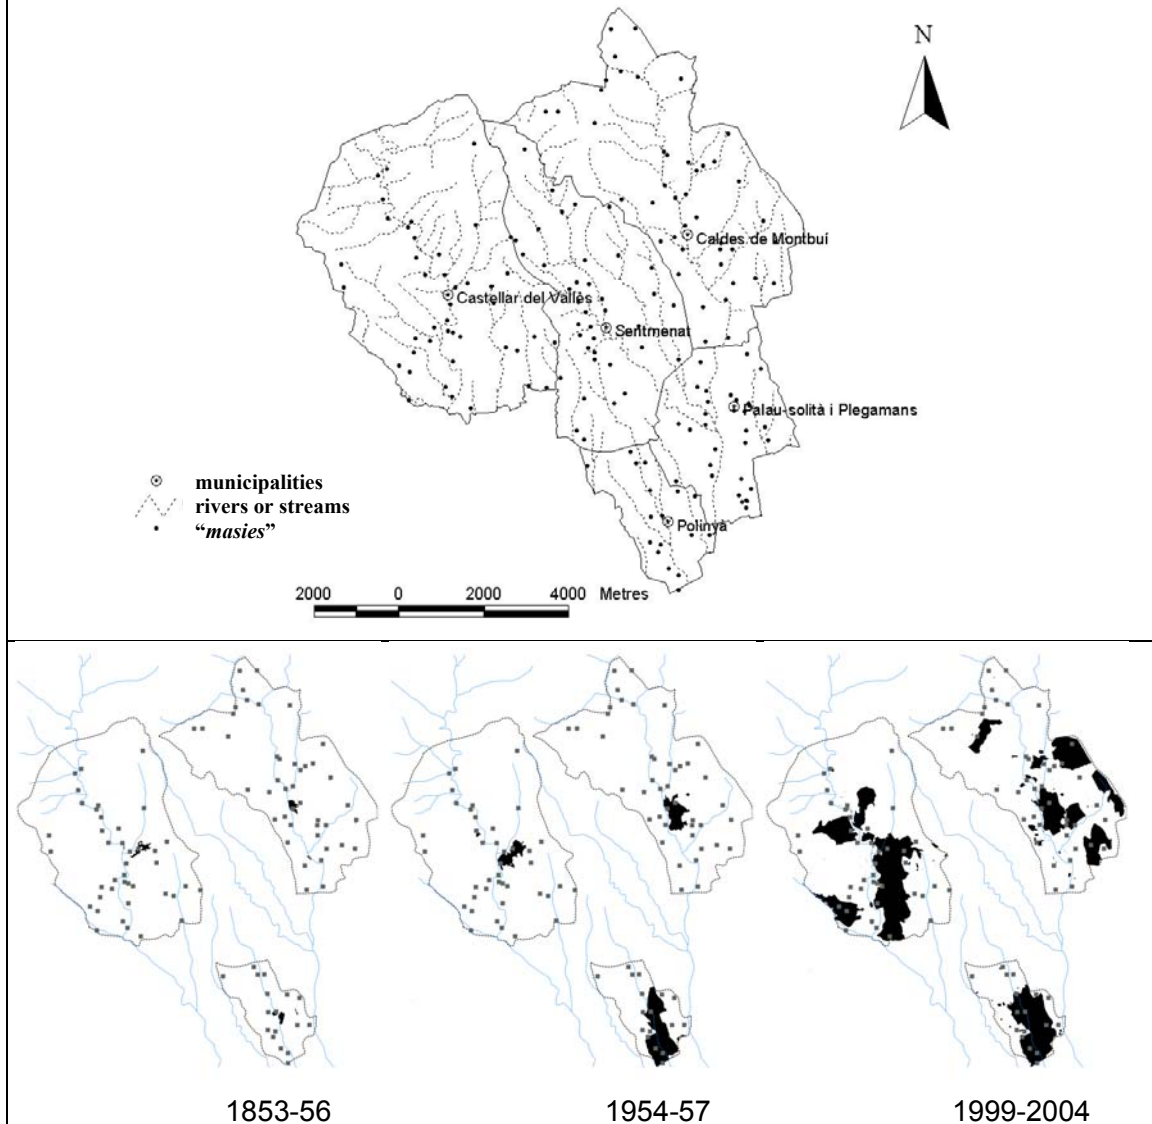 N
Caldes de Montbuí
Castellar del Vallès
Sentmenat
Palau-solità i Plegamans
Polinyà
municipalities
rivers or streams
“masies”
2000 0 2000 4000 Metres
1853-56 1954-57 1999-2004